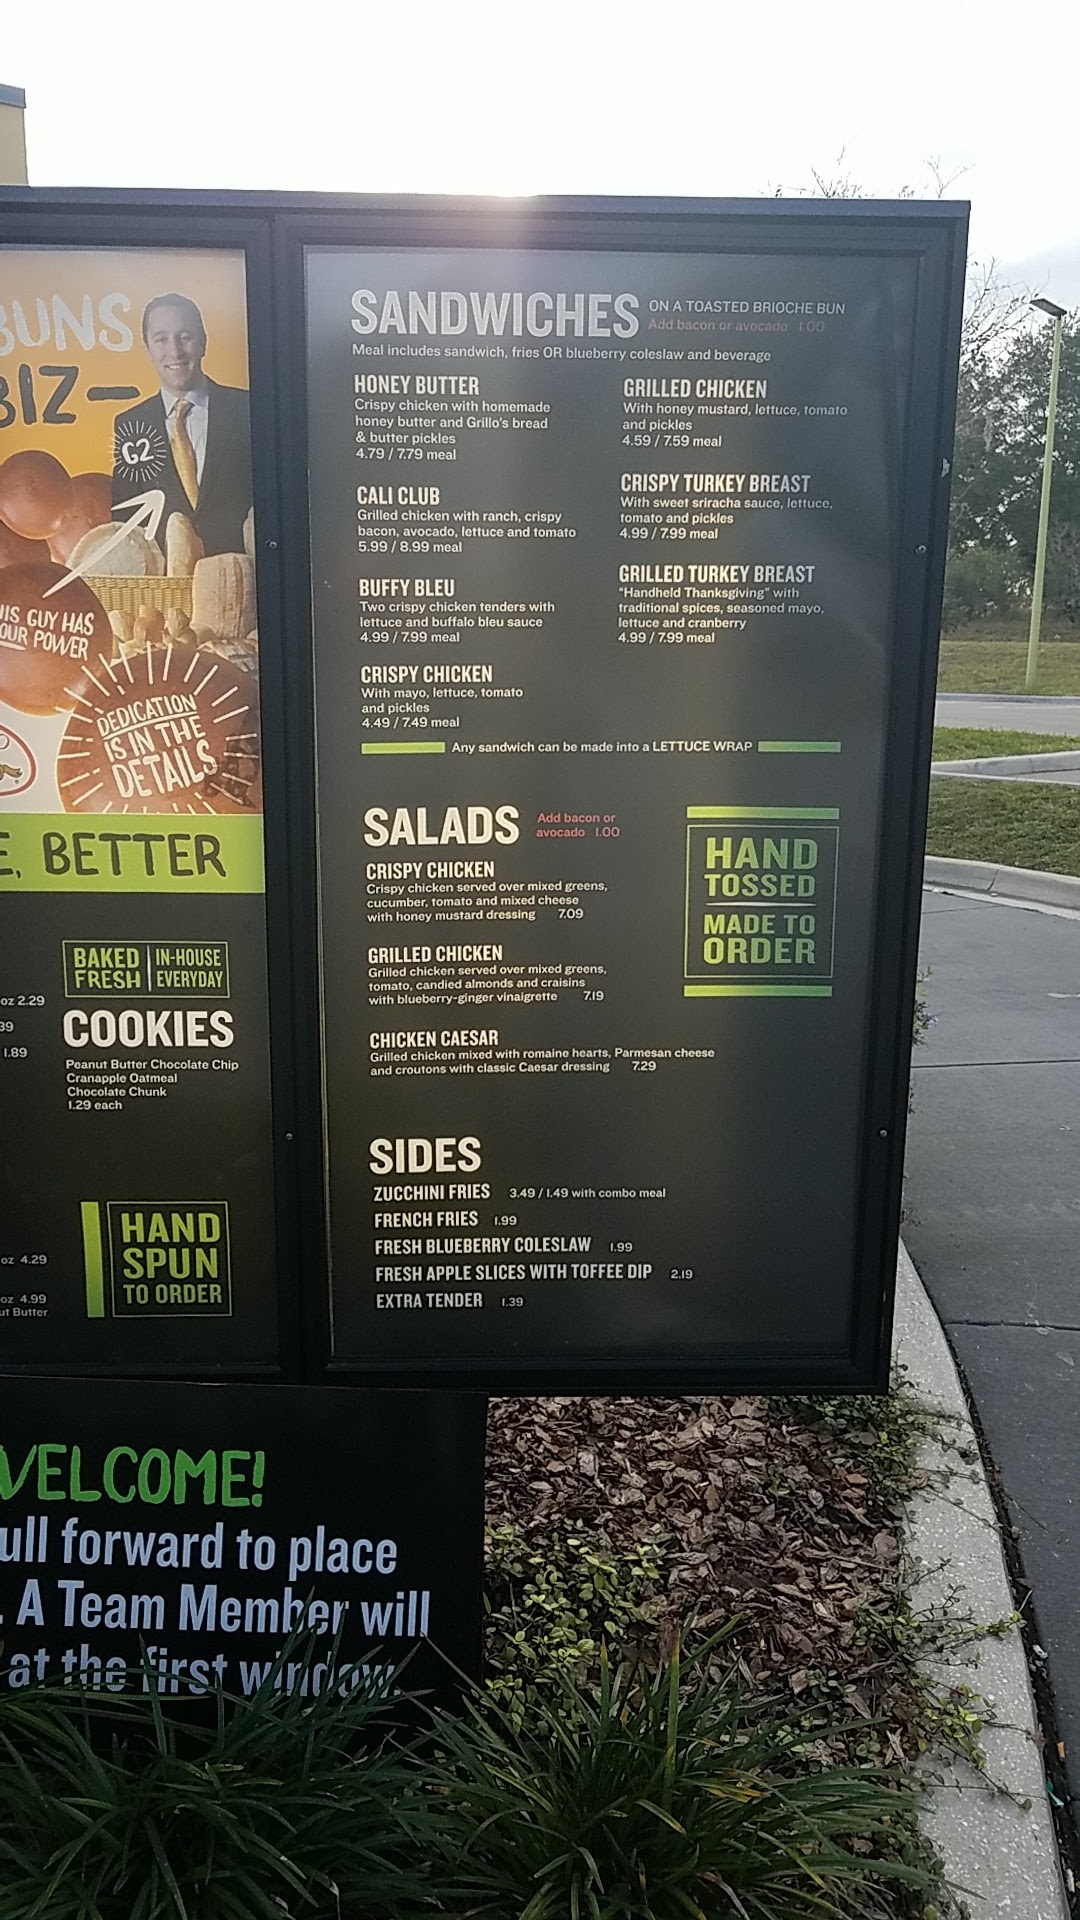 BUNS
BIZ—
G2
THIS GUY HAS
OUR POWER
DEDICATION
IS IN THE
DETAILS
BETTER
BAKED FRESH
IN-HOUSE EVERYDAY
oz 2.29
39
1.89
COOKIES
Peanut Butter Chocolate Chip
Cranapple Oatmeal
Chocolate Chunk
1.29 each
HAND
SPUN
TO ORDER
oz 4.29
oz 4.99
ut Butter
SANDWICHES ON A TOASTED BRIOCHE BUN
Add bacon or avocado 1.00
Meal includes sandwich, fries OR blueberry coleslaw and beverage
HONEY BUTTER
Crispy chicken with homemade
honey butter and Grillo's bread
& butter pickles
4.79 / 7.79 meal
CALI CLUB
Grilled chicken with ranch, crispy
bacon, avocado, lettuce and tomato
5.99 / 8.99 meal
BUFFY BLEU
Two crispy chicken tenders with
lettuce and buffalo bleu sauce
4.99 / 7.99 meal
CRISPY CHICKEN
With mayo, lettuce, tomato
and pickles
4.49 / 7.49 meal
GRILLED CHICKEN
With honey mustard, lettuce, tomato
and pickles
4.59 / 7.59 meal
CRISPY TURKEY BREAST
With sweet sriracha sauce, lettuce,
tomato and pickles
4.99 / 7.99 meal
GRILLED TURKEY BREAST
"Handheld Thanksgiving" with
traditional spices, seasoned mayo,
lettuce and cranberry
4.99 / 7.99 meal
Any sandwich can be made into a LETTUCE WRAP
SALADS Add bacon or
avocado 1.00
CRISPY CHICKEN
Crispy chicken served over mixed greens,
cucumber, tomato and mixed cheese
with honey mustard dressing 7.09
GRILLED CHICKEN
Grilled chicken served over mixed greens,
tomato, candied almonds and craisins
with blueberry-ginger vinaigrette 7.19
CHICKEN CAESAR
Grilled chicken mixed with romaine hearts, Parmesan cheese
and croutons with classic Caesar dressing 7.29
HAND
TOSSED
MADE TO
ORDER
SIDES
ZUCCHINI FRIES 3.49 / 1.49 with combo meal
FRENCH FRIES 1.99
FRESH BLUEBERRY COLESLAW 1.99
FRESH APPLE SLICES WITH TOFFEE DIP 2.19
EXTRA TENDER 1.39
WELCOME!
ull forward to place
. A Team Member will
at the first window.